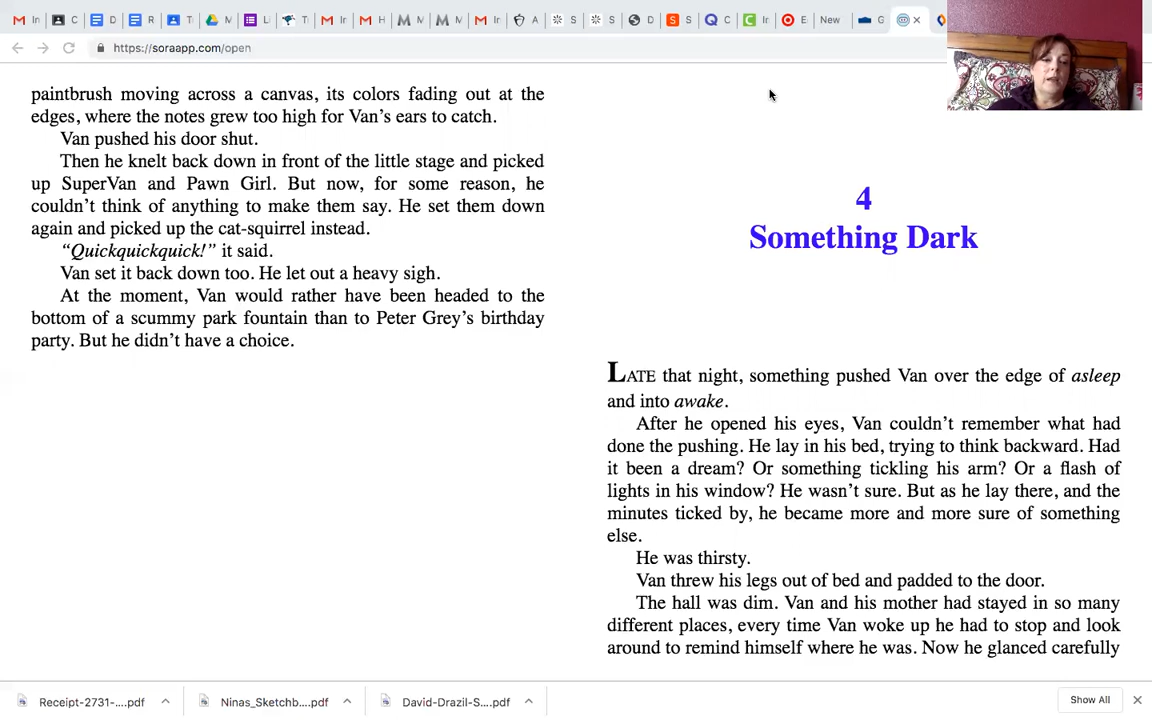 M In
C
D
R
T
M
Li
T
M In
M H
M
M
M In
A
S
S
D
S S
Q C
C In
E
New
G
https://soraapp.com/open
paintbrush moving across a canvas, its colors fading out at the
edges, where the notes grew too high for Van’s ears to catch.
Van pushed his door shut.
Then he knelt back down in front of the little stage and picked
up SuperVan and Pawn Girl. But now, for some reason, he
couldn’t think of anything to make them say. He set them down
again and picked up the cat-squirrel instead.
“Quickquickquick!” it said.
Van set it back down too. He let out a heavy sigh.
At the moment, Van would rather have been headed to the
bottom of a scummy park fountain than to Peter Grey’s birthday
party. But he didn’t have a choice.
4
Something Dark
LATE that night, something pushed Van over the edge of asleep
and into awake.
After he opened his eyes, Van couldn’t remember what had
done the pushing. He lay in his bed, trying to think backward. Had
it been a dream? Or something tickling his arm? Or a flash of
lights in his window? He wasn’t sure. But as he lay there, and the
minutes ticked by, he became more and more sure of something
else.
He was thirsty.
Van threw his legs out of bed and padded to the door.
The hall was dim. Van and his mother had stayed in so many
different places, every time Van woke up he had to stop and look
around to remind himself where he was. Now he glanced carefully
Receipt-2731-....pdf
Ninas_Sketchb....pdf
David-Drazil-S....pdf
Show All